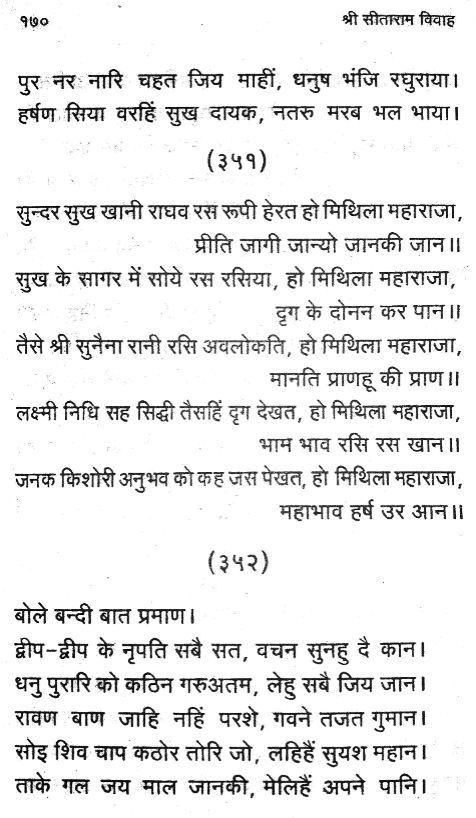 १७० श्री सीताराम विवाह
पुर नर नारि चहत जिय माहीं, धनुष भंजि रघुराया।
हर्षण सिया वरहिं सुख दायक, नतरु मरब भल भाया।
(३५१)
सुन्दर सुख खानी राघव रस रूपी हेरत हो मिथिला महाराजा,
प्रीति जागी जान्यो जानकी जान॥
सुख के सागर में सोये रस रसिया, हो मिथिला महाराजा,
दृग के दोनन कर पान॥
तैसे श्री सुनैना रानी रसि अवलोकति, हो मिथिला महाराजा,
मानति प्राणहू की प्राण॥
लक्ष्मी निधि सह सिद्धी तैसहिं दृग देखत, हो मिथिला महाराजा,
भाम भाव रसि रस खान॥
जनक किशोरी अनुभव को कह जस पेखत, हो मिथिला महाराजा,
महाभाव हर्ष उर आन॥
(३५२)
बोले बन्दी बात प्रमाण।
द्वीप-द्वीप के नृपति सबै सत, वचन सुनहु दै कान।
धनु पुरारि को कठिन गरुअतम, लेहु सबै जिय जान।
रावण बाण जाहि नहिं परशे, गवने तजत गुमान।
सोइ शिव चाप कठोर तोरि जो, लहिहैं सुयश महान।
ताके गल जय माल जानकी, मेलिहैं अपने पानि।